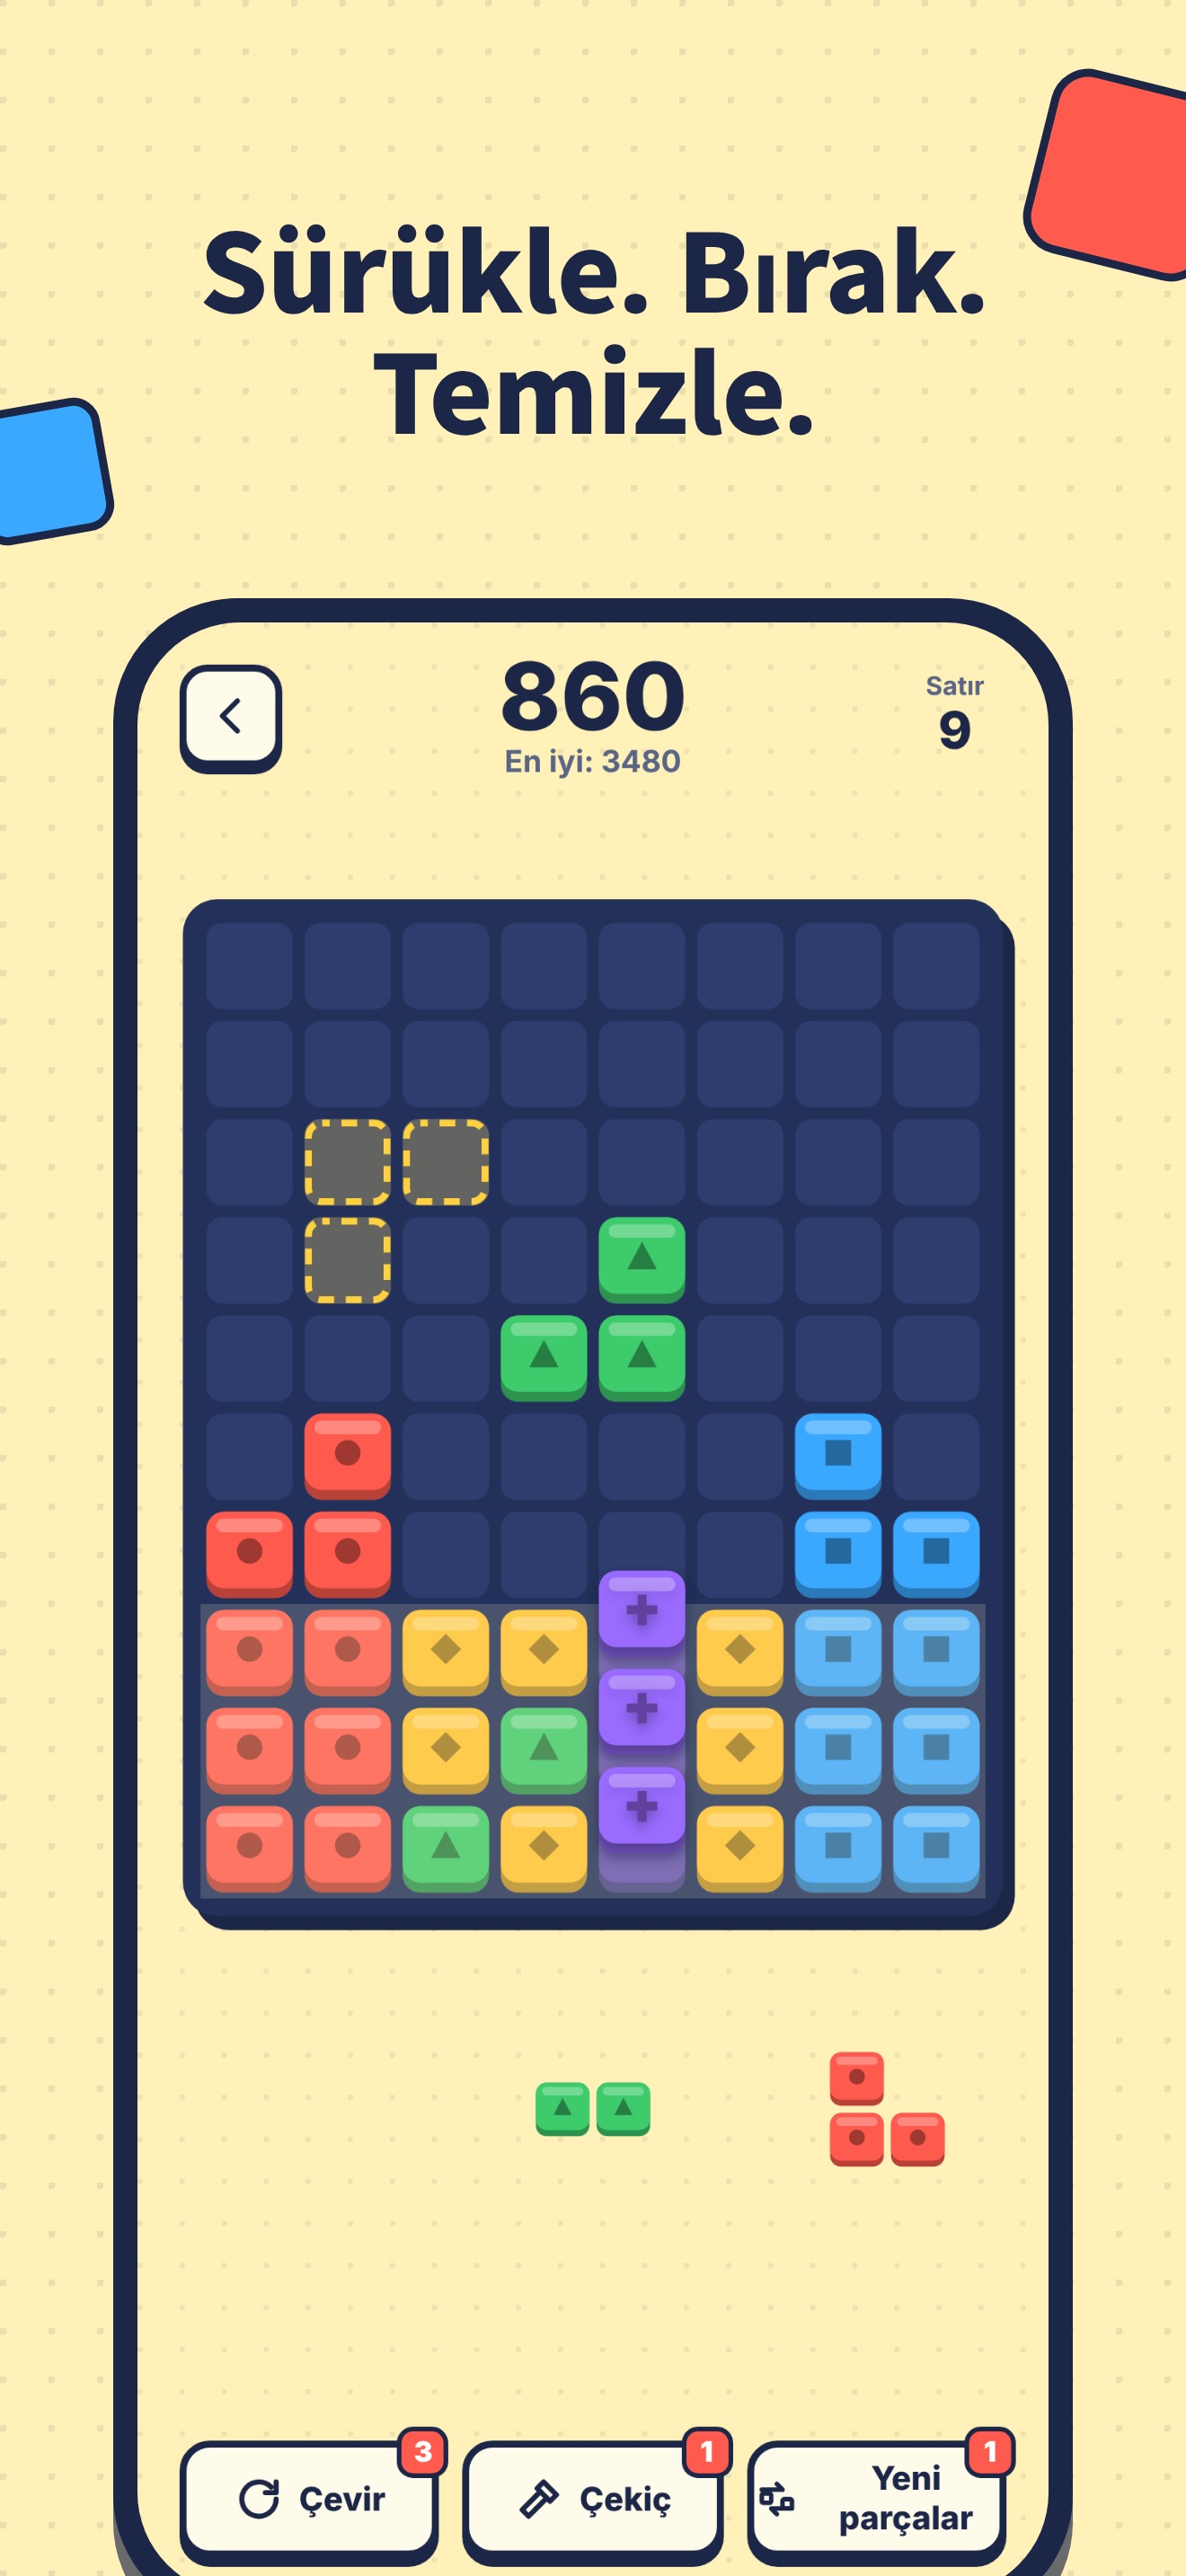 Sürükle. Bırak.
Temizle.
860
En iyi: 3480
Satır
9
3
Çevir
1
Çekiç
1
Yeni
parçalar